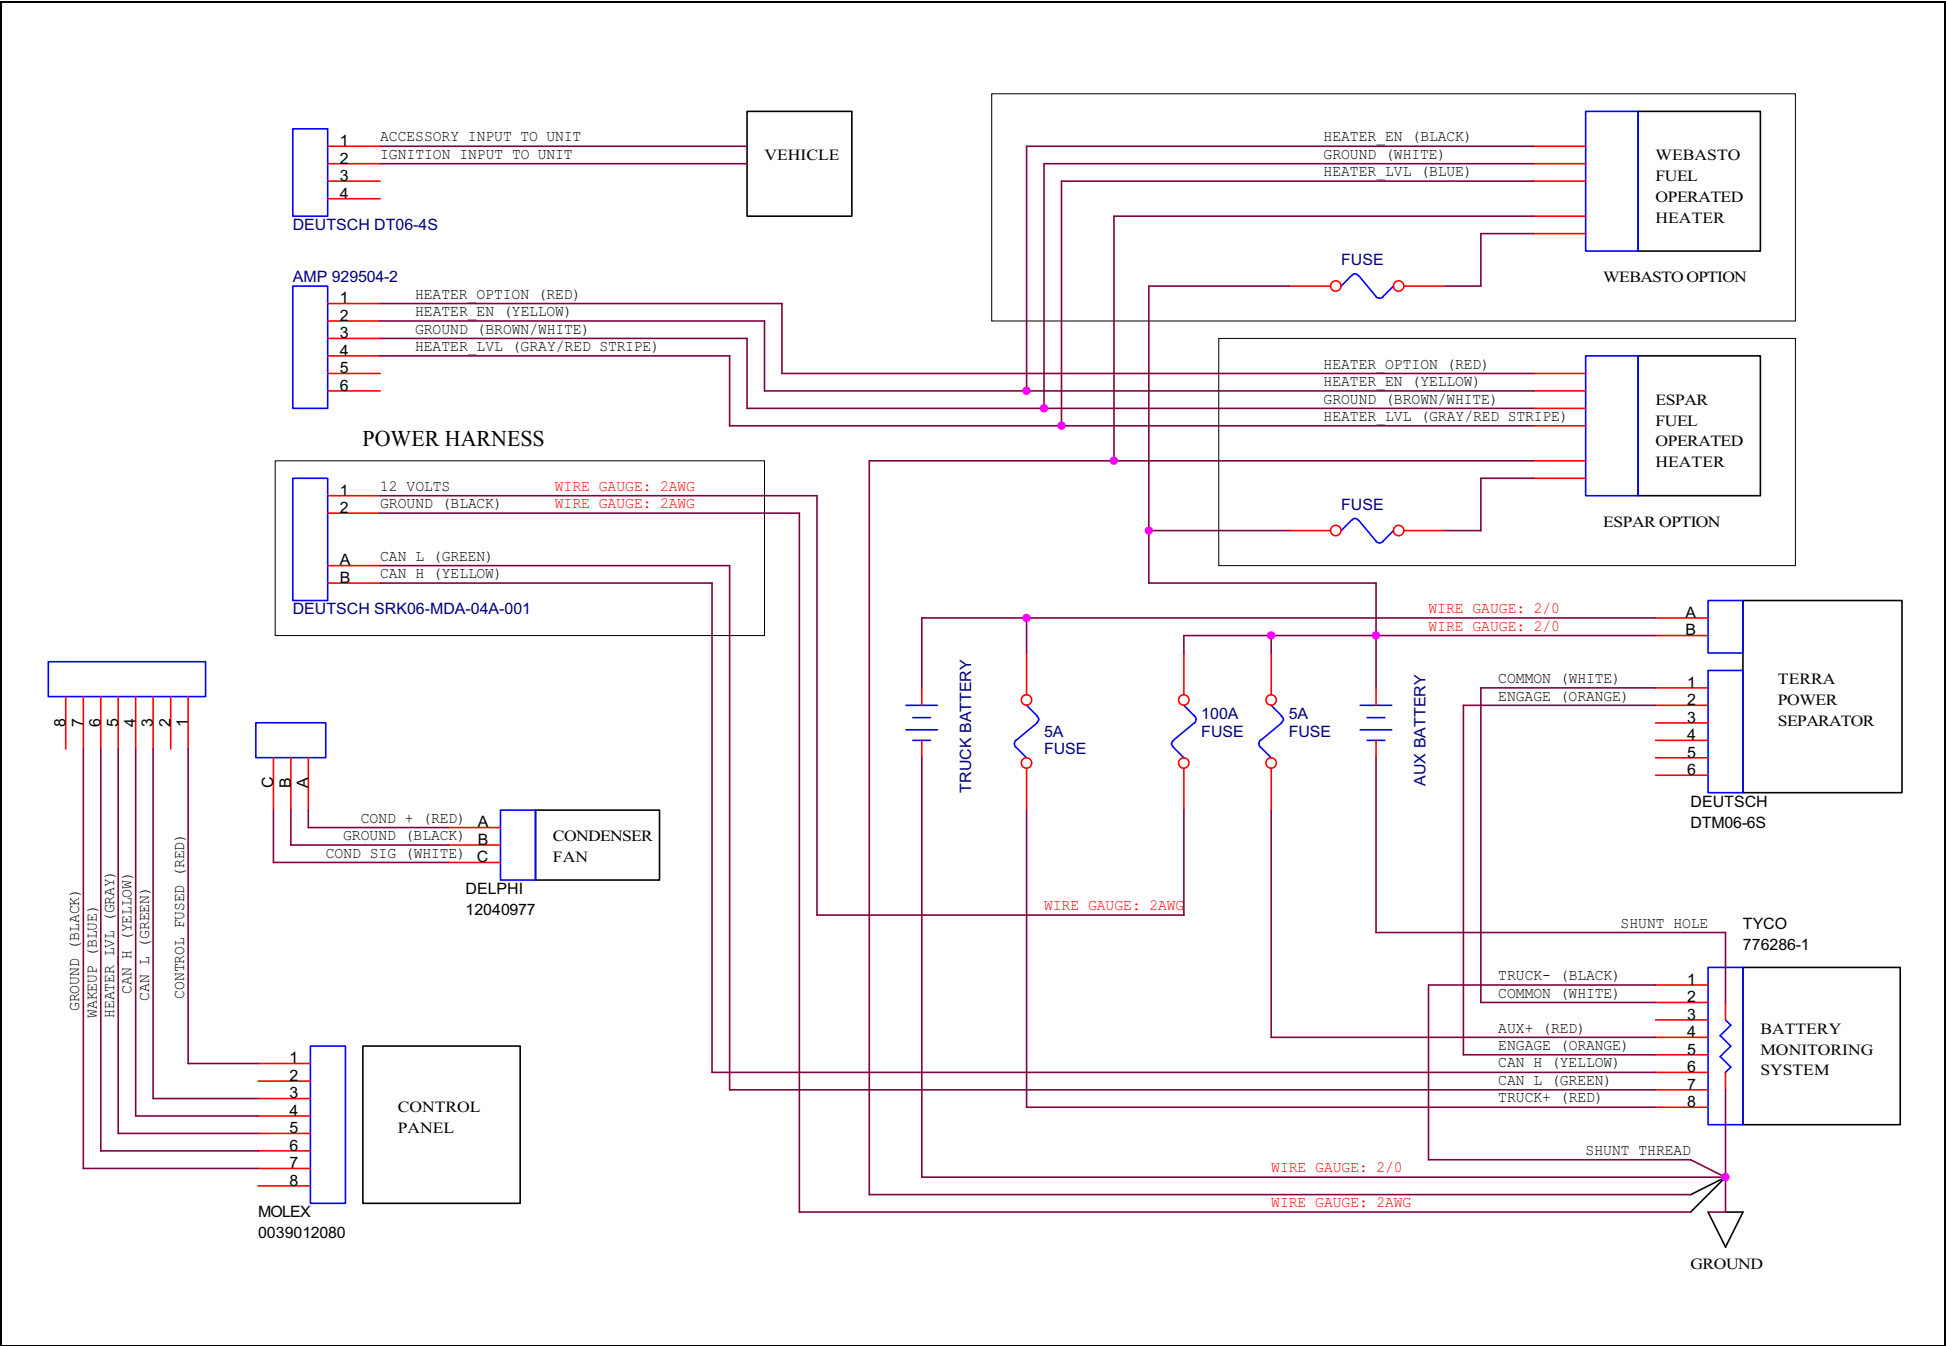 1 ACCESSORY INPUT TO UNIT
2 IGNITION INPUT TO UNIT
3
4
DEUTSCH DT06-4S
VEHICLE
AMP 929504-2
1 HEATER_OPTION (RED)
2 HEATER_EN (YELLOW)
3 GROUND (BROWN/WHITE)
4 HEATER_LVL (GRAY/RED STRIPE)
5
6
HEATER_EN (BLACK)
GROUND (WHITE)
HEATER_LVL (BLUE)
FUSE
WEBASTO
FUEL
OPERATED
HEATER
WEBASTO OPTION
HEATER_OPTION (RED)
HEATER_EN (YELLOW)
GROUND (BROWN/WHITE)
HEATER_LVL (GRAY/RED STRIPE)
FUSE
ESPAR
FUEL
OPERATED
HEATER
ESPAR OPTION
POWER HARNESS
1 12 VOLTS WIRE GAUGE: 2AWG
2 GROUND (BLACK) WIRE GAUGE: 2AWG
A CAN L (GREEN)
B CAN H (YELLOW)
DEUTSCH SRK06-MDA-04A-001
8
7
6
5
4
3
2
1
GROUND (BLACK)
WAKEUP (BLUE)
HEATER LVL (GRAY)
CAN H (YELLOW)
CAN L (GREEN)
CONTROL FUSED (RED)
1
2
3
4
5
6
7
8
MOLEX
0039012080
CONTROL
PANEL
C
B
A
COND + (RED) A
GROUND (BLACK) B
COND SIG (WHITE) C
CONDENSER
FAN
DELPHI
12040977
TRUCK BATTERY
5A
FUSE
100A
FUSE
5A
FUSE
AUX BATTERY
WIRE GAUGE: 2AWG
WIRE GAUGE: 2/0 A
WIRE GAUGE: 2/0 B
COMMON (WHITE) 1
ENGAGE (ORANGE) 2
3
4
5
6
TERRA
POWER
SEPARATOR
DEUTSCH
DTM06-6S
SHUNT HOLE
TYCO
776286-1
TRUCK- (BLACK) 1
COMMON (WHITE) 2
3
AUX+ (RED) 4
ENGAGE (ORANGE) 5
CAN H (YELLOW) 6
CAN L (GREEN) 7
TRUCK+ (RED) 8
BATTERY
MONITORING
SYSTEM
SHUNT THREAD
WIRE GAUGE: 2/0
WIRE GAUGE: 2AWG
GROUND